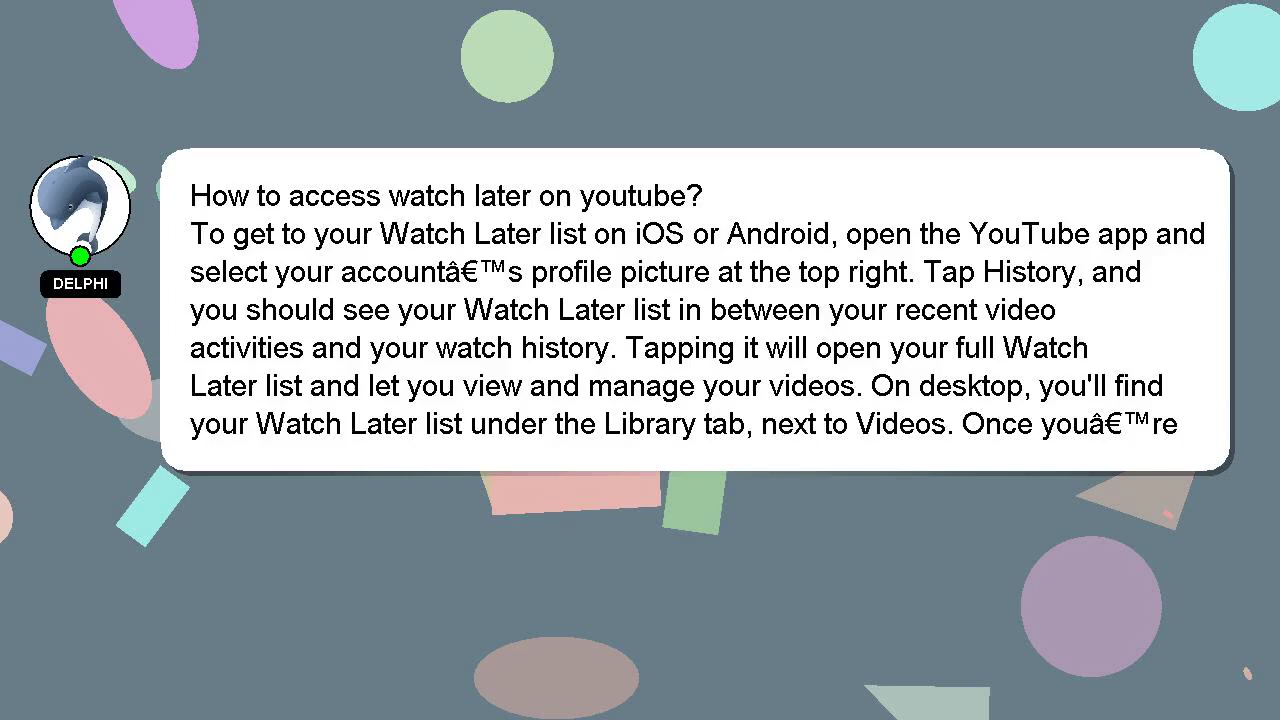 How to access watch later on youtube?
To get to your Watch Later list on iOS or Android, open the YouTube app and
select your accountâ€™s profile picture at the top right. Tap History, and
you should see your Watch Later list in between your recent video
activities and your watch history. Tapping it will open your full Watch
Later list and let you view and manage your videos. On desktop, you'll find
your Watch Later list under the Library tab, next to Videos. Once youâ€™re
DELPHI